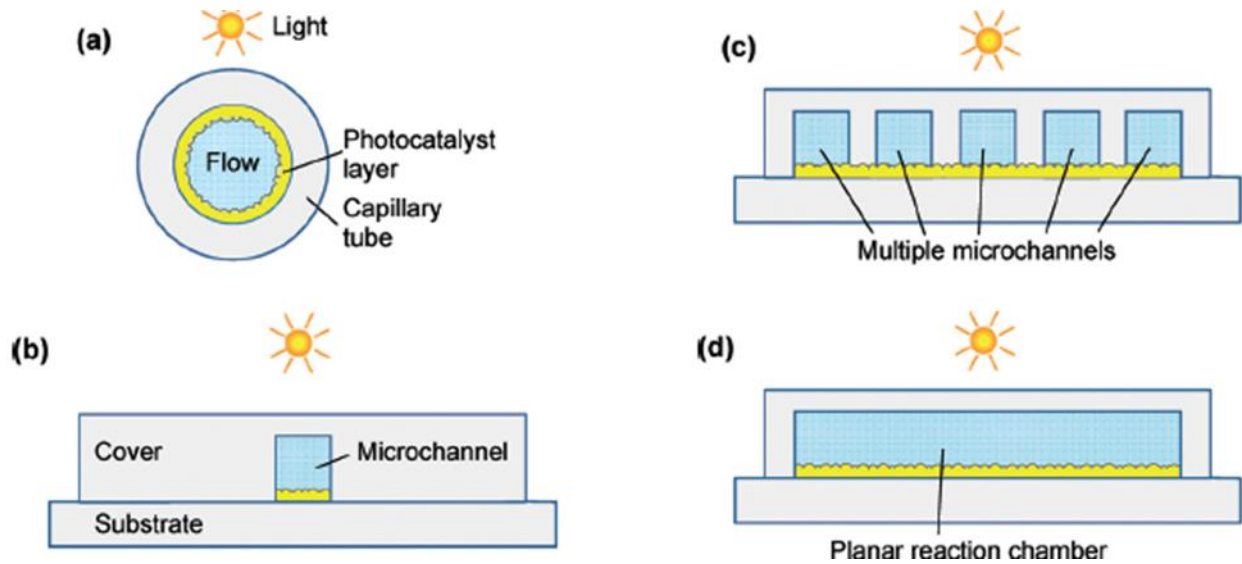 (a)
Light
Flow
Photocatalyst
layer
Capillary
tube
(b)
Cover
Microchannel
Substrate
(c)
Multiple microchannels
(d)
Planar reaction chamber